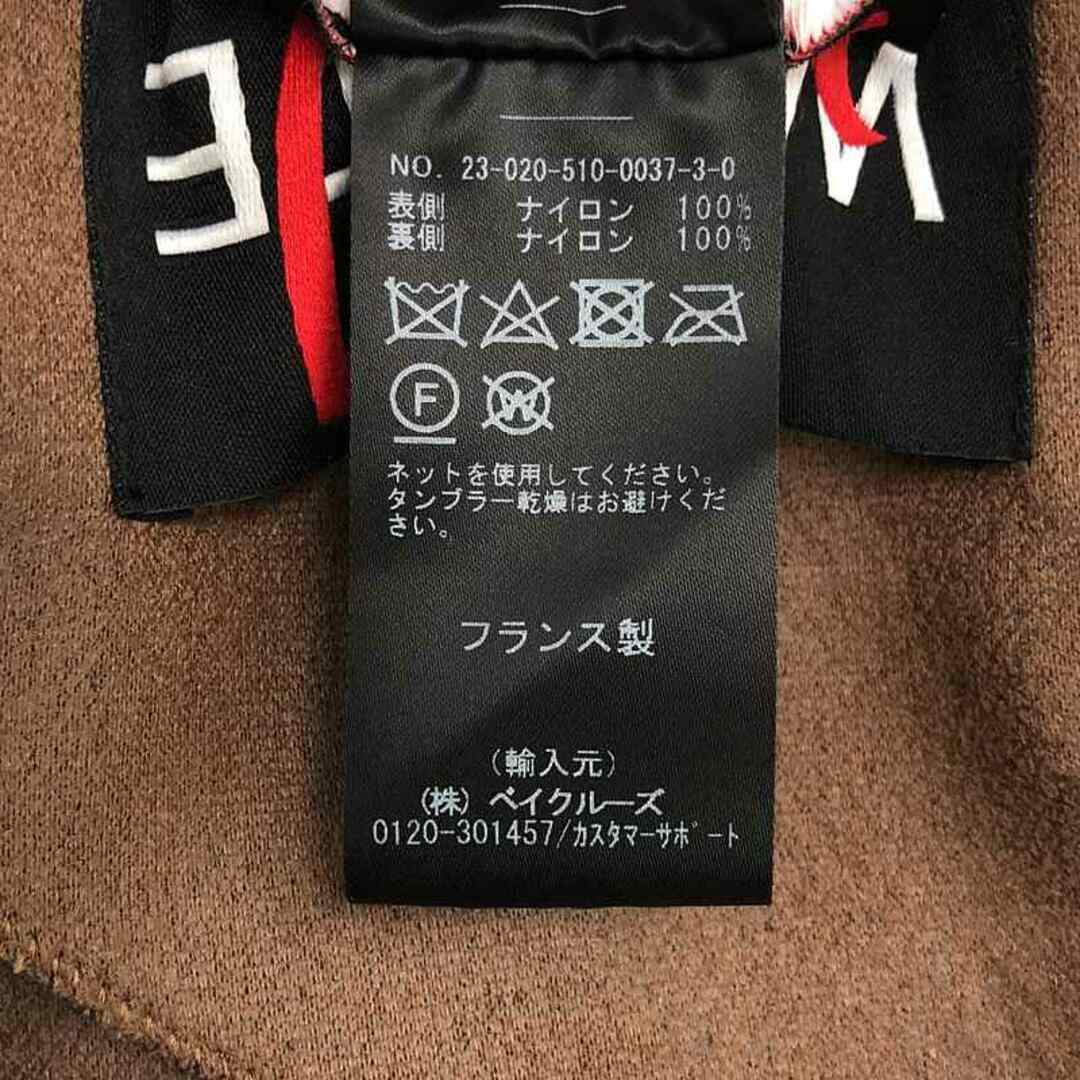 NO. 23-020-510-0037-3-0
表側 ナイロン 100%
裏側 ナイロン 100%
F
W
ネットを使用してください。
タンブラー乾燥はお避けくだ
さい。
フランス製
(輸入元)
(株) ベイクルーズ
0120-301457/カスタマーサポート